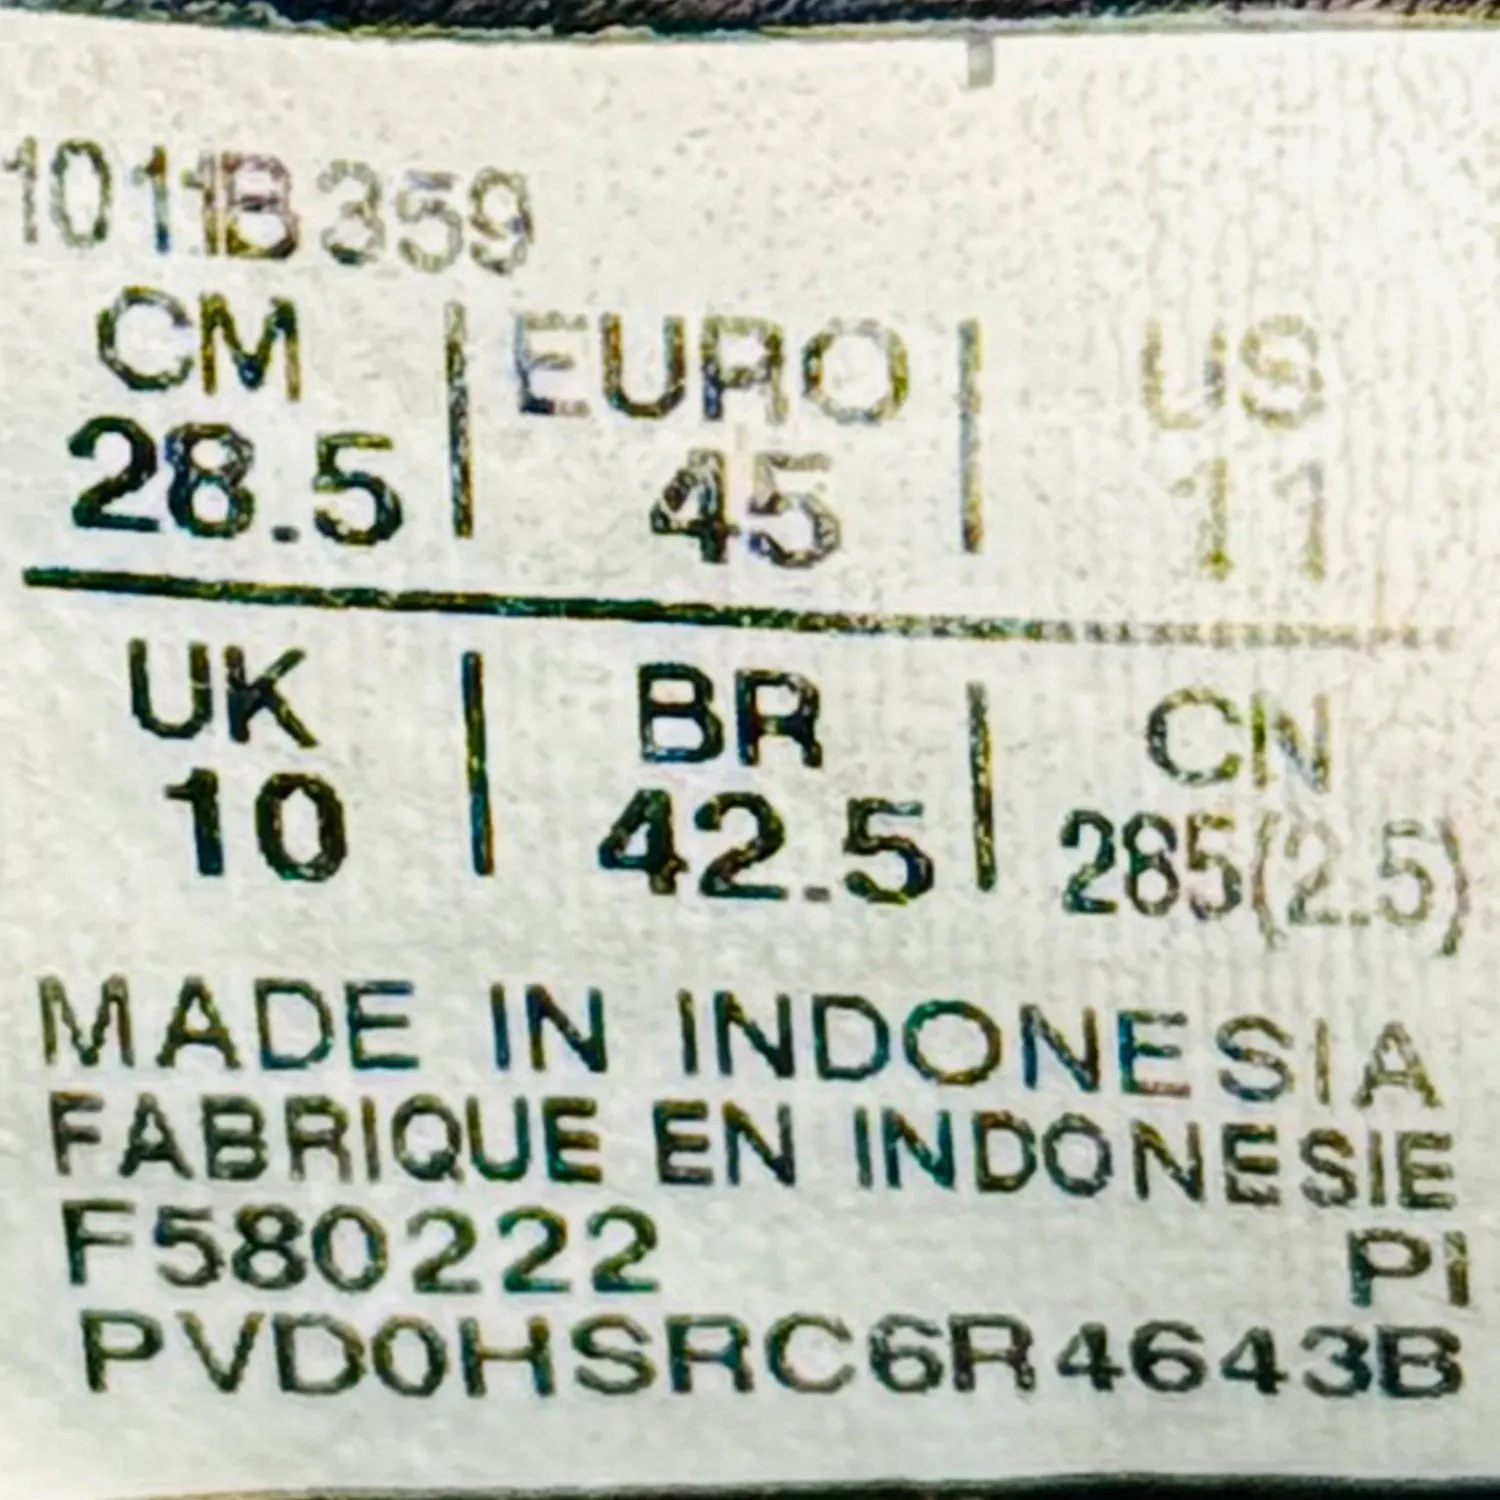 1011B359
CM | EURO | US
28.5 | 45 | 11
UK | BR | CN
10 | 42.5 | 285(2.5)
MADE IN INDONESIA
FABRIQUE EN INDONESIE
F580222 PI
PVD0HSRC6R4643B